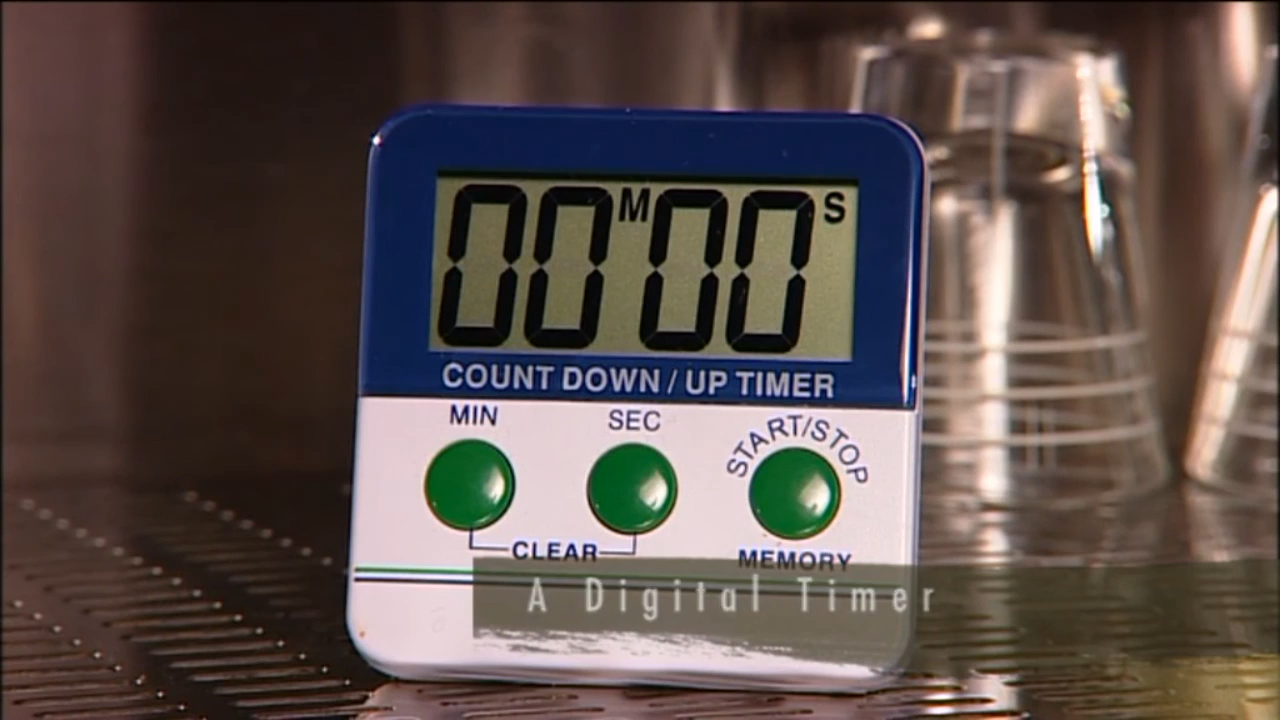 00M00S
COUNT DOWN / UP TIMER
MIN SEC START/STOP
CLEAR MEMORY
A Digital Timer